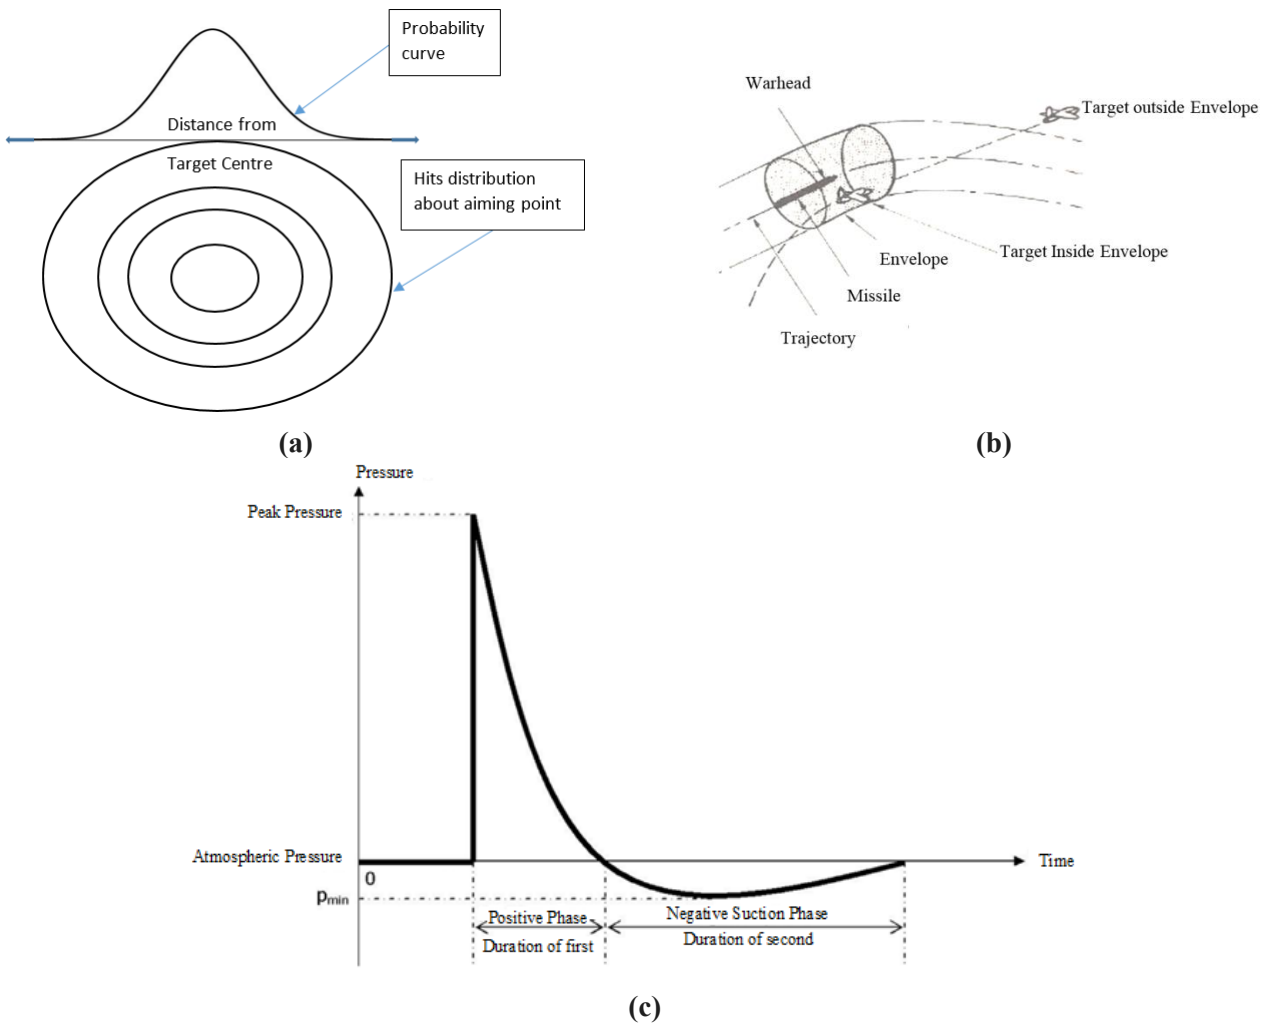 Probability
curve
Distance from
Target Centre
Hits distribution
about aiming point
(a)
Warhead
Target outside Envelope
Target Inside Envelope
Envelope
Missile
Trajectory
(b)
Pressure
Peak Pressure
Atmospheric Pressure
0
Time
Pmin
Positive Phase
Duration of first
Negative Suction Phase
Duration of second
(c)